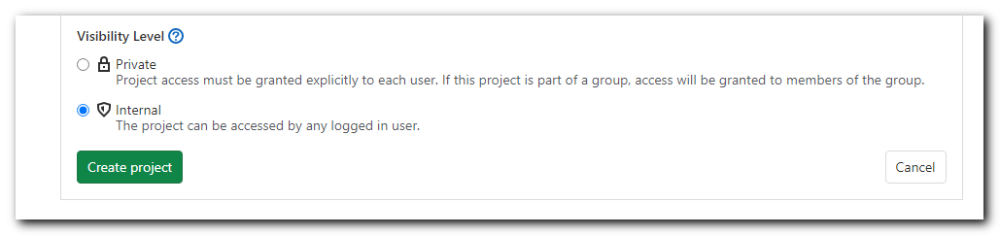 Visibility Level
Private
Project access must be granted explicitly to each user. If this project is part of a group, access will be granted to members of the group.
Internal
The project can be accessed by any logged in user.
Create project
Cancel